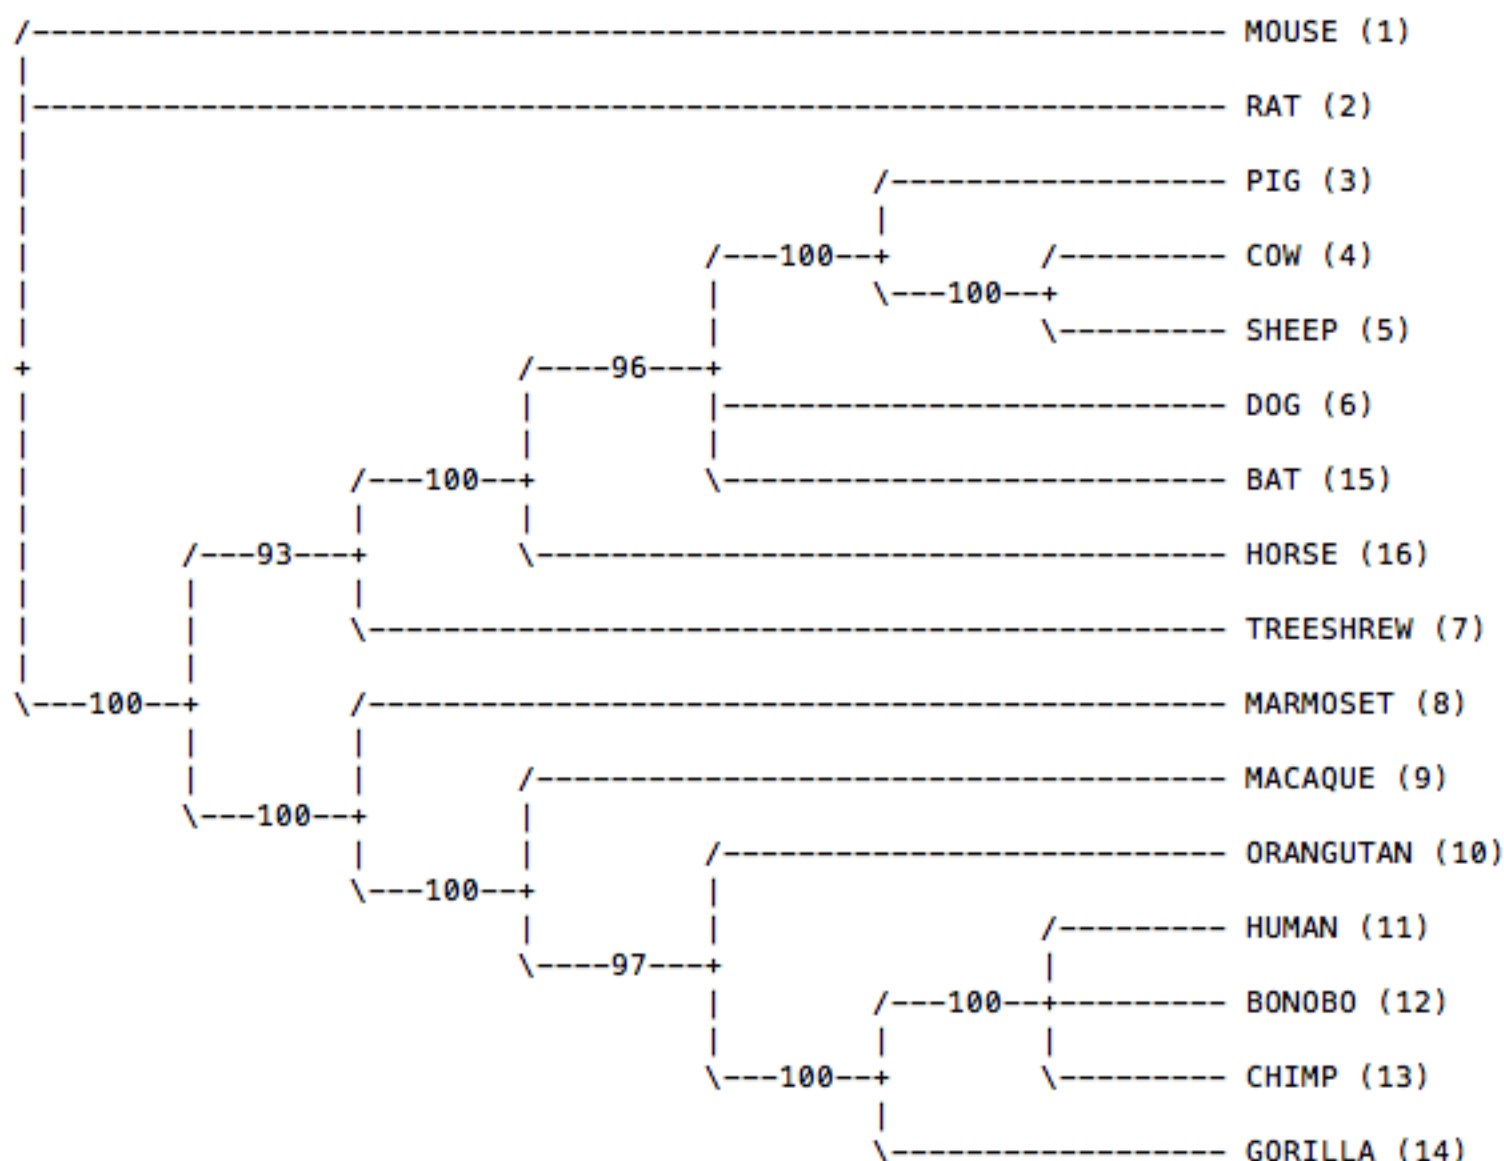 MOUSE (1)
RAT (2)
PIG (3)
100 COW (4)
100
SHEEP (5)
96
DOG (6)
100 BAT (15)
93 HORSE (16)
TREESHREW (7)
100 MARMOSET (8)
MACAQUE (9)
100
ORANGUTAN (10)
100
HUMAN (11)
97
100 BONOBO (12)
100 CHIMP (13)
GORILLA (14)